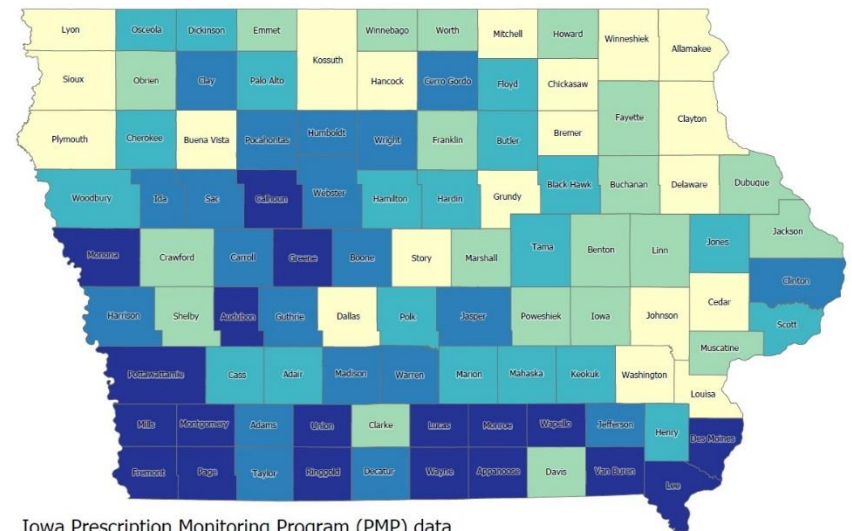 Lyon Osceola Dickinson Emmet Winnebago Worth Mitchell Howard Winneshiek Allamakee
Kossuth
Sioux Obrien Clay Palo Alto Hancock Cerro Gordo Floyd Chickasaw
Fayette Clayton
Plymouth Cherokee Buena Vista Pocahontas Humboldt Wright Franklin Butler Bremer
Woodbury Ida Sac Calhoun Webster Hamilton Hardin Grundy Black Hawk Buchanan Delaware Dubuque
Jackson
Monona Crawford Carroll Greene Boone Story Marshall Tama Benton Linn Jones
Clinton
Harrison Shelby Audubon Guthrie Dallas Polk Jasper Poweshiek Iowa Johnson Cedar
Scott
Muscatine
Pottawattamie Cass Adair Madison Warren Marion Mahaska Keokuk Washington
Louisa
Mills Montgomery Adams Union Clarke Lucas Monroe Wapello Jefferson Henry Des Moines
Fremont Page Taylor Ringgold Decatur Wayne Appanoose Davis Van Buren Lee
Iowa Prescription Monitoring Program (PMP) data